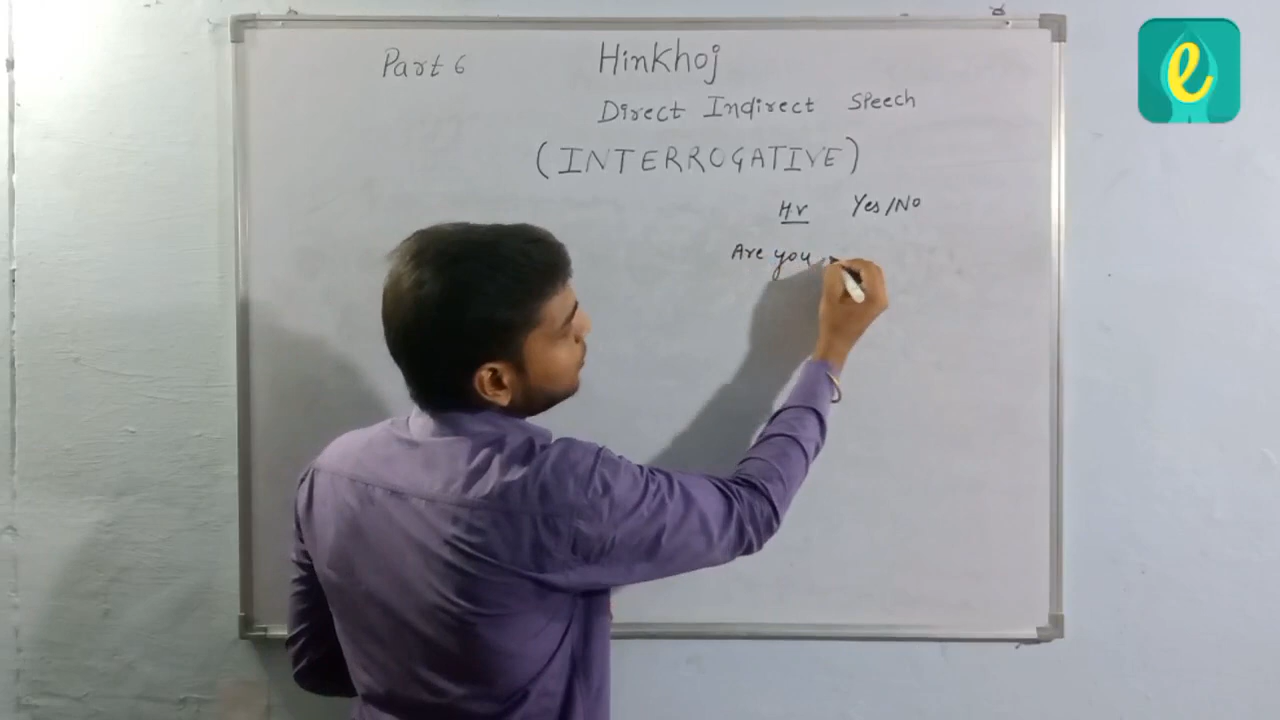 Part 6 Hinkhoj
Direct Indirect Speech
(INTERROGATIVE)
Hv Yes/No
Are you
e